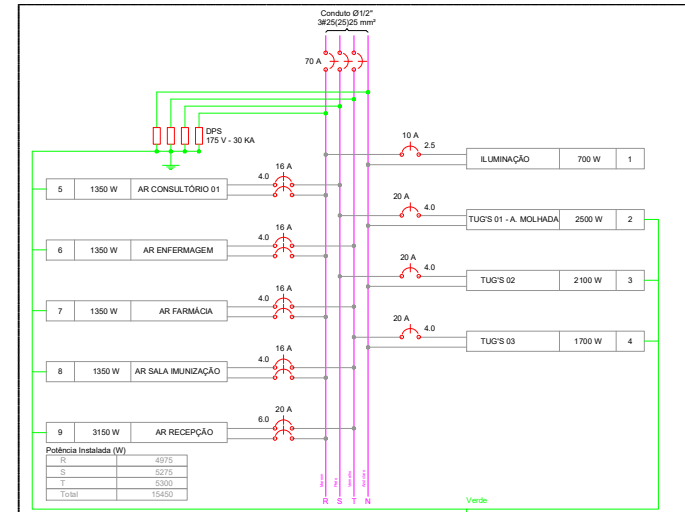 Conduto Ø1/2"
3#25(25)25 mm²
70 A
DPS
175 V - 30 KA
10 A
2.5
ILUMINAÇÃO 700 W 1
16 A
4.0
5 1350 W AR CONSULTÓRIO 01
20 A
4.0
TUG'S 01 - A. MOLHADA 2500 W 2
16 A
4.0
6 1350 W AR ENFERMAGEM
20 A
4.0
TUG'S 02 2100 W 3
16 A
4.0
7 1350 W AR FARMÁCIA
20 A
4.0
TUG'S 03 1700 W 4
16 A
4.0
8 1350 W AR SALA IMUNIZAÇÃO
20 A
6.0
9 3150 W AR RECEPÇÃO
Potência Instalada (W)
R 4975
S 5275
T 5300
Total 15450
R S T N
Verde